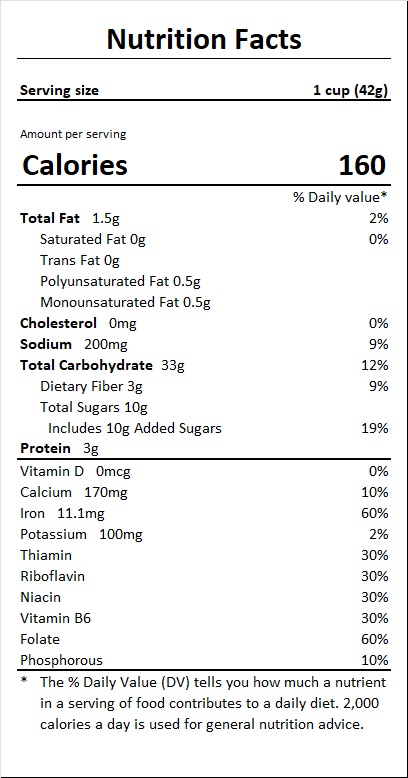 Nutrition Facts
Serving size 1 cup (42g)
Amount per serving
Calories 160
% Daily value*
Total Fat 1.5g 2%
Saturated Fat 0g 0%
Trans Fat 0g
Polyunsaturated Fat 0.5g
Monounsaturated Fat 0.5g
Cholesterol 0mg 0%
Sodium 200mg 9%
Total Carbohydrate 33g 12%
Dietary Fiber 3g 9%
Total Sugars 10g
Includes 10g Added Sugars 19%
Protein 3g
Vitamin D 0mcg 0%
Calcium 170mg 10%
Iron 11.1mg 60%
Potassium 100mg 2%
Thiamin 30%
Riboflavin 30%
Niacin 30%
Vitamin B6 30%
Folate 60%
Phosphorous 10%
* The % Daily Value (DV) tells you how much a nutrient
in a serving of food contributes to a daily diet. 2,000
calories a day is used for general nutrition advice.